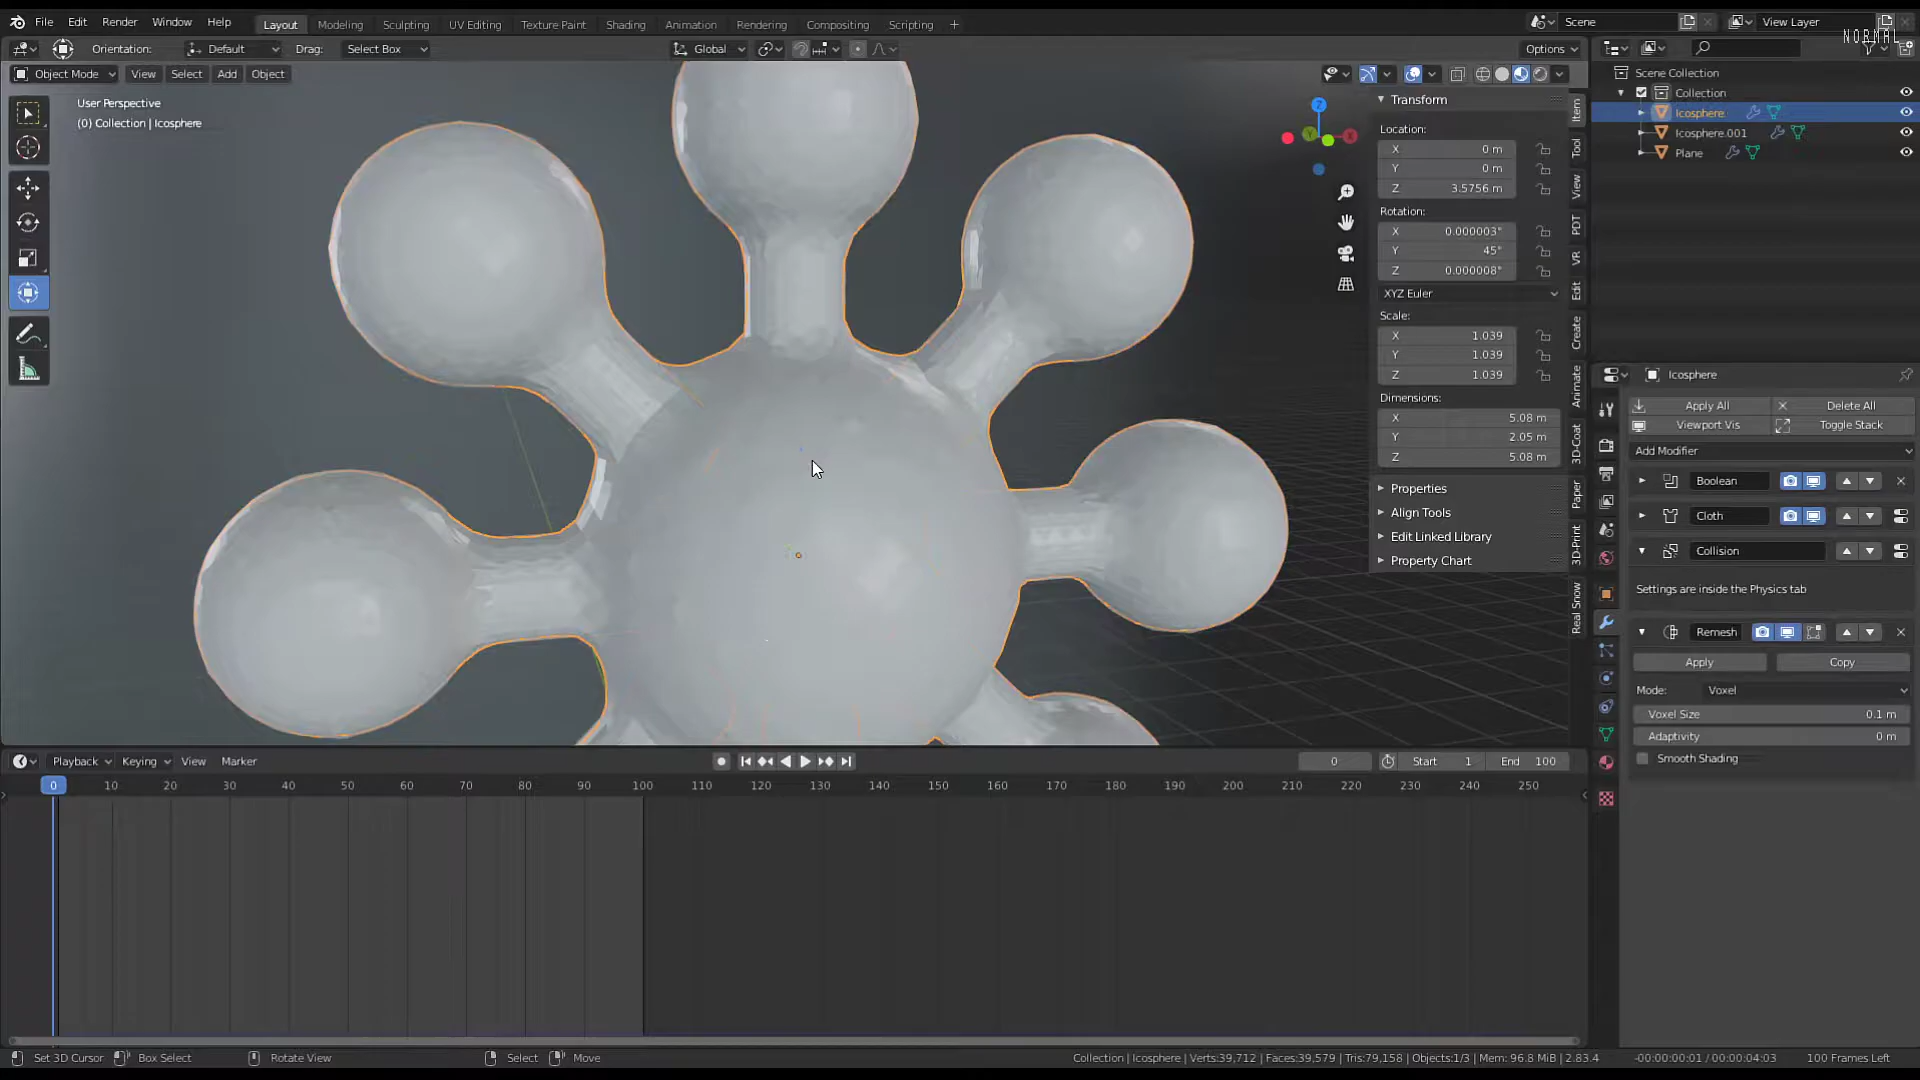 File Edit Render Window Help Layout Modeling Sculpting UV Editing Texture Paint Shading Animation Rendering Compositing Scripting + Scene View Layer
NORMAL
Orientation: Default Drag: Select Box Global Options
Object Mode View Select Add Object
User Perspective
(0) Collection | Icosphere
Z
Y
X
Transform
Location:
X 0 m
Y 0 m
Z 3.5756 m
Rotation:
X 0.000003°
Y 45°
Z 0.000008°
XYZ Euler
Scale:
X 1.039
Y 1.039
Z 1.039
Dimensions:
X 5.08 m
Y 2.05 m
Z 5.08 m
Properties
Align Tools
Edit Linked Library
Property Chart
Item
Tool
View
PDT
VR
Edit
Create
Animate
3D-Coat
Paper
3D-Print
Real Snow
Scene Collection
Collection
Icosphere
Icosphere.001
Plane
Icosphere
Apply All Delete All
Viewport Vis Toggle Stack
Add Modifier
Boolean
Cloth
Collision
Settings are inside the Physics tab
Remesh
Apply Copy
Mode: Voxel
Voxel Size 0.1 m
Adaptivity 0 m
Smooth Shading
Playback Keying View Marker 0 Start 1 End 100
0 10 20 30 40 50 60 70 80 90 100 110 120 130 140 150 160 170 180 190 200 210 220 230 240 250
Set 3D Cursor Box Select Rotate View Select Move Collection | Icosphere | Verts:39,712 | Faces:39,579 | Tris:79,158 | Objects:1/3 | Mem: 96.8 MiB | 2.83.4 -00:00:00:01 / 00:00:04:03 100 Frames Left